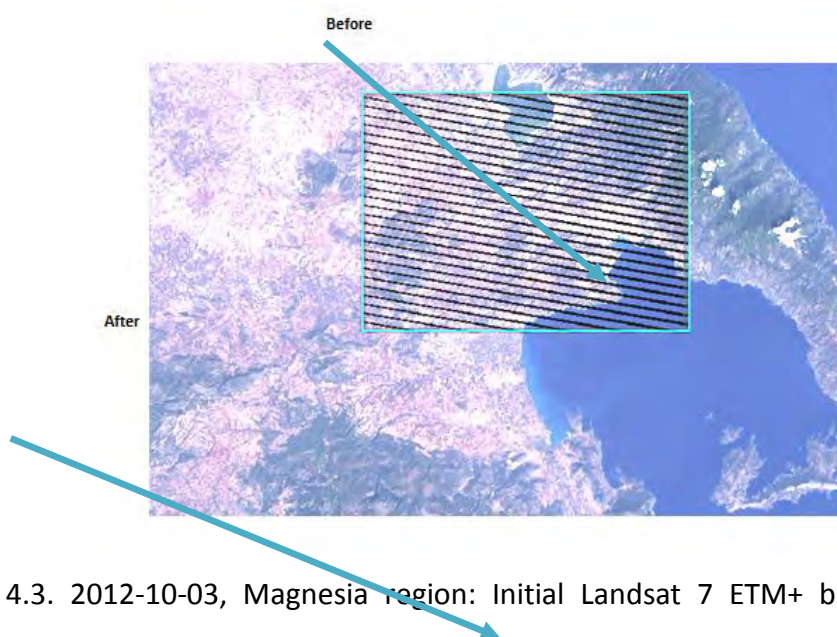 Before
After
4.3. 2012-10-03, Magnesia region: Initial Landsat 7 ETM+ b